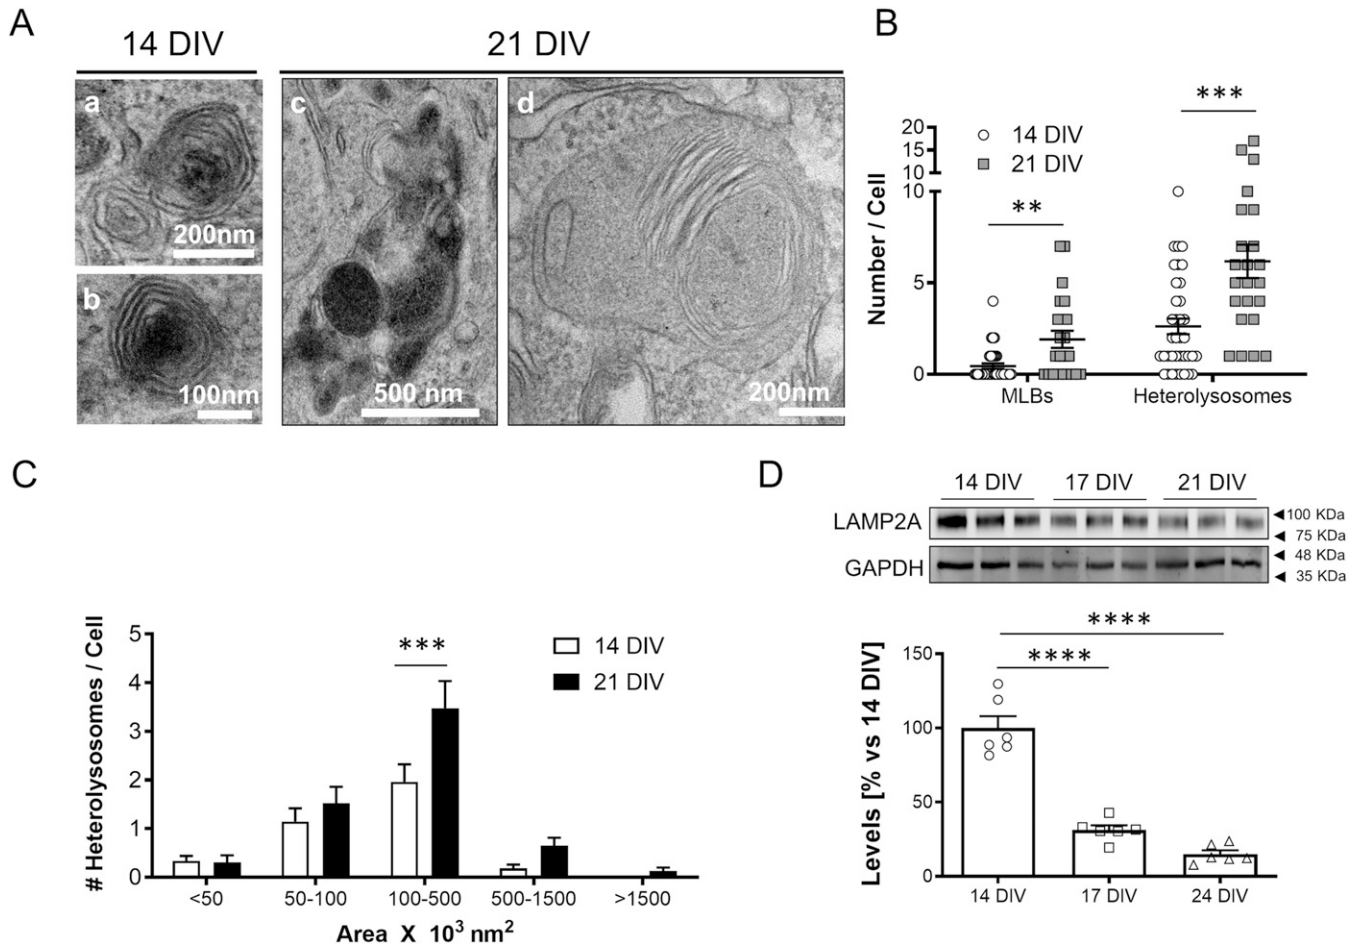 A
14 DIV
21 DIV
a
200nm
b
100nm
c
500 nm
d
200nm
B
***
**
14 DIV
21 DIV
Number / Cell
20
15
10
10
5
0
MLBs
Heterolysosomes
C
# Heterolysosomes / Cell
5
4
3
2
1
0
***
14 DIV
21 DIV
<50
50-100
100-500
500-1500
>1500
Area X 10³ nm²
D
14 DIV 17 DIV 21 DIV
LAMP2A
◄100 KDa
◄ 75 KDa
GAPDH
◄ 48 KDa
◄ 35 KDa
****
****
Levels [% vs 14 DIV]
150
100
50
0
14 DIV
17 DIV
24 DIV